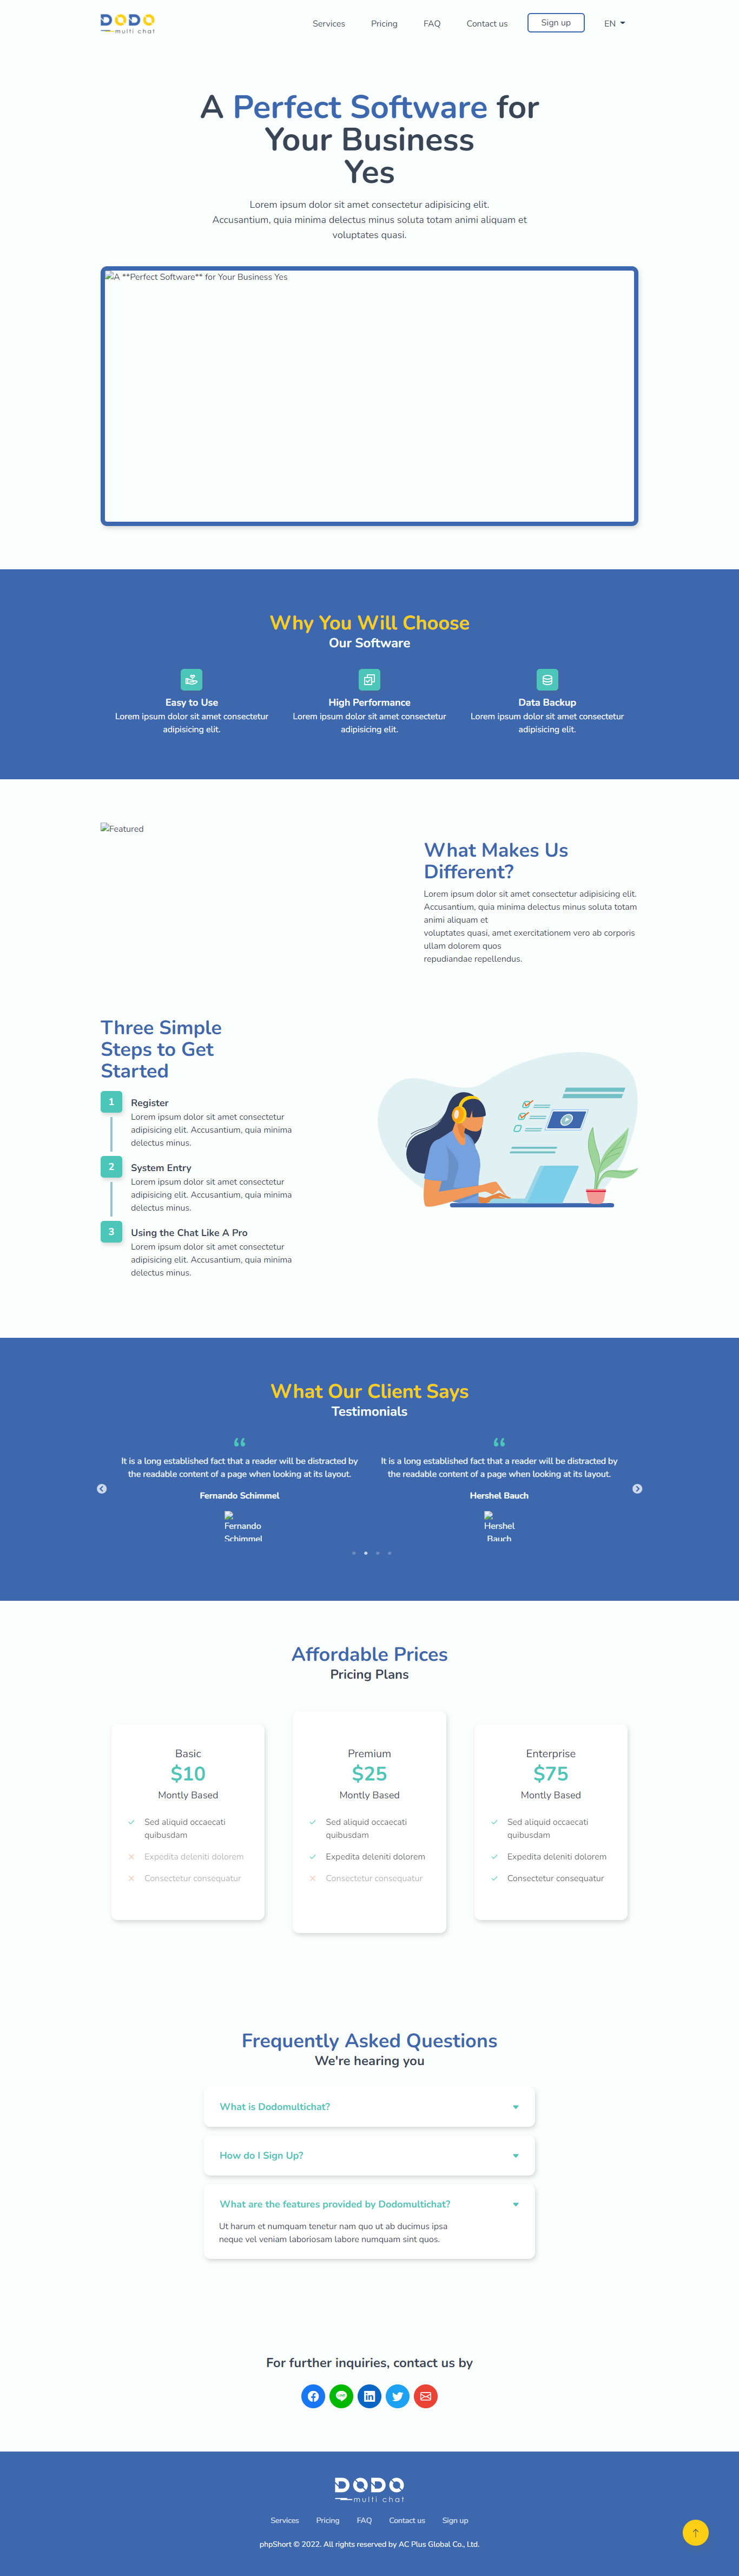 DODO
multi chat
Services
Pricing
FAQ
Contact us
Sign up
EN
A Perfect Software for
Your Business
Yes
Lorem ipsum dolor sit amet consectetur adipisicing elit.
Accusantium, quia minima delectus minus soluta totam animi aliquam et
voluptates quasi.
A **Perfect Software** for Your Business Yes
Why You Will Choose
Our Software
Easy to Use
Lorem ipsum dolor sit amet consectetur
adipisicing elit.
High Performance
Lorem ipsum dolor sit amet consectetur
adipisicing elit.
Data Backup
Lorem ipsum dolor sit amet consectetur
adipisicing elit.
Featured
What Makes Us
Different?
Lorem ipsum dolor sit amet consectetur adipisicing elit.
Accusantium, quia minima delectus minus soluta totam
animi aliquam et
voluptates quasi, amet exercitationem vero ab corporis
ullam dolorem quos
repudiandae repellendus.
Three Simple
Steps to Get
Started
1
Register
Lorem ipsum dolor sit amet consectetur
adipisicing elit. Accusantium, quia minima
delectus minus.
2
System Entry
Lorem ipsum dolor sit amet consectetur
adipisicing elit. Accusantium, quia minima
delectus minus.
3
Using the Chat Like A Pro
Lorem ipsum dolor sit amet consectetur
adipisicing elit. Accusantium, quia minima
delectus minus.
What Our Client Says
Testimonials
It is a long established fact that a reader will be distracted by
the readable content of a page when looking at its layout.
Fernando Schimmel
Fernando
Schimmel
It is a long established fact that a reader will be distracted by
the readable content of a page when looking at its layout.
Hershel Bauch
Hershel
Bauch
Affordable Prices
Pricing Plans
Basic
$10
Montly Based
Sed aliquid occaecati
quibusdam
Expedita deleniti dolorem
Consectetur consequatur
Premium
$25
Montly Based
Sed aliquid occaecati
quibusdam
Expedita deleniti dolorem
Consectetur consequatur
Enterprise
$75
Montly Based
Sed aliquid occaecati
quibusdam
Expedita deleniti dolorem
Consectetur consequatur
Frequently Asked Questions
We're hearing you
What is Dodomultichat?
How do I Sign Up?
What are the features provided by Dodomultichat?
Ut harum et numquam tenetur nam quo ut ab ducimus ipsa
neque vel veniam laboriosam labore numquam sint quos.
For further inquiries, contact us by
DODO
multi chat
Services
Pricing
FAQ
Contact us
Sign up
phpShort © 2022. All rights reserved by AC Plus Global Co., Ltd.